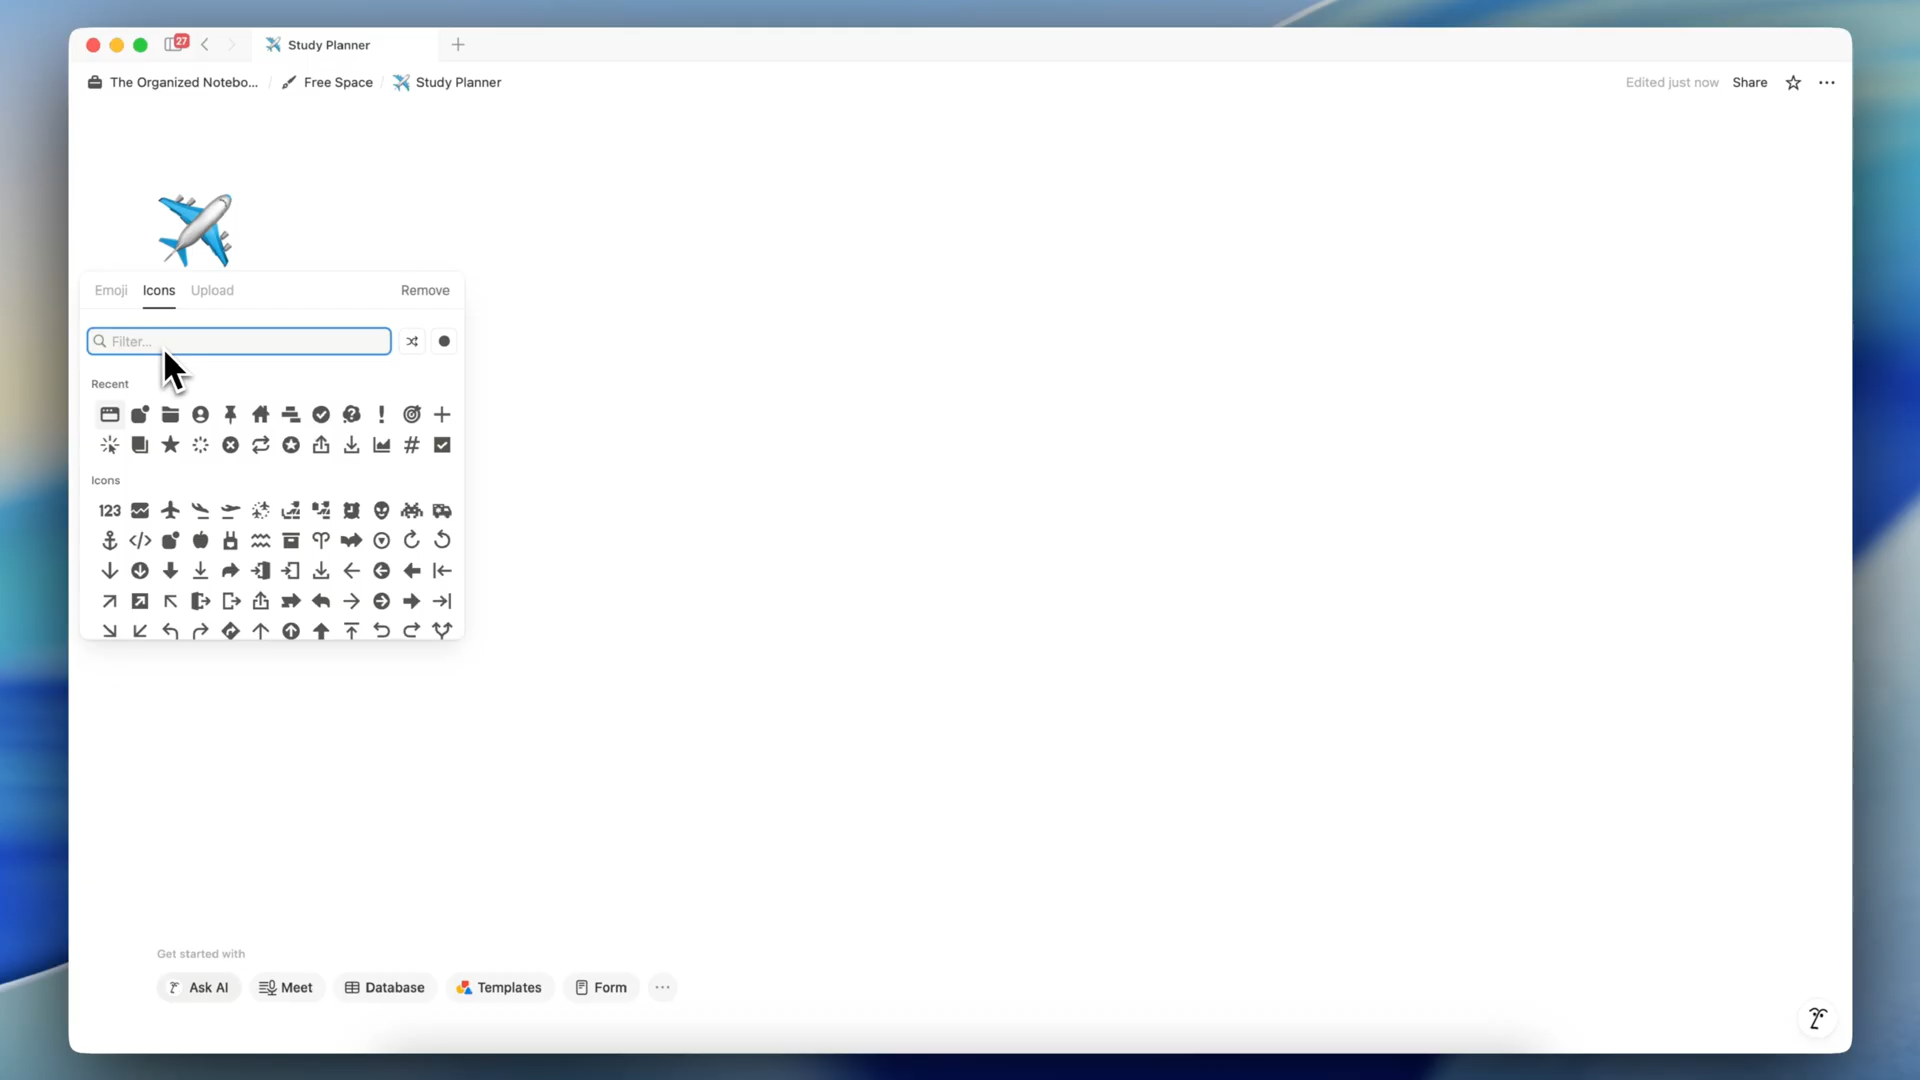 27
Study Planner
The Organized Notebo... / Free Space / Study Planner
Edited just now Share
Emoji Icons Upload Remove
Filter...
Recent
Icons
123
Get started with
Ask AI Meet Database Templates Form